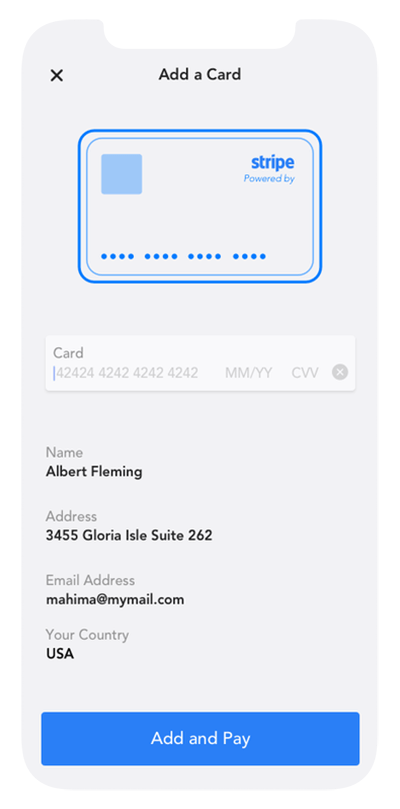 Add a Card
stripe
Powered by
Card
42424 4242 4242 4242 MM/YY CVV
Name
Albert Fleming
Address
3455 Gloria Isle Suite 262
Email Address
mahima@mymail.com
Your Country
USA
Add and Pay